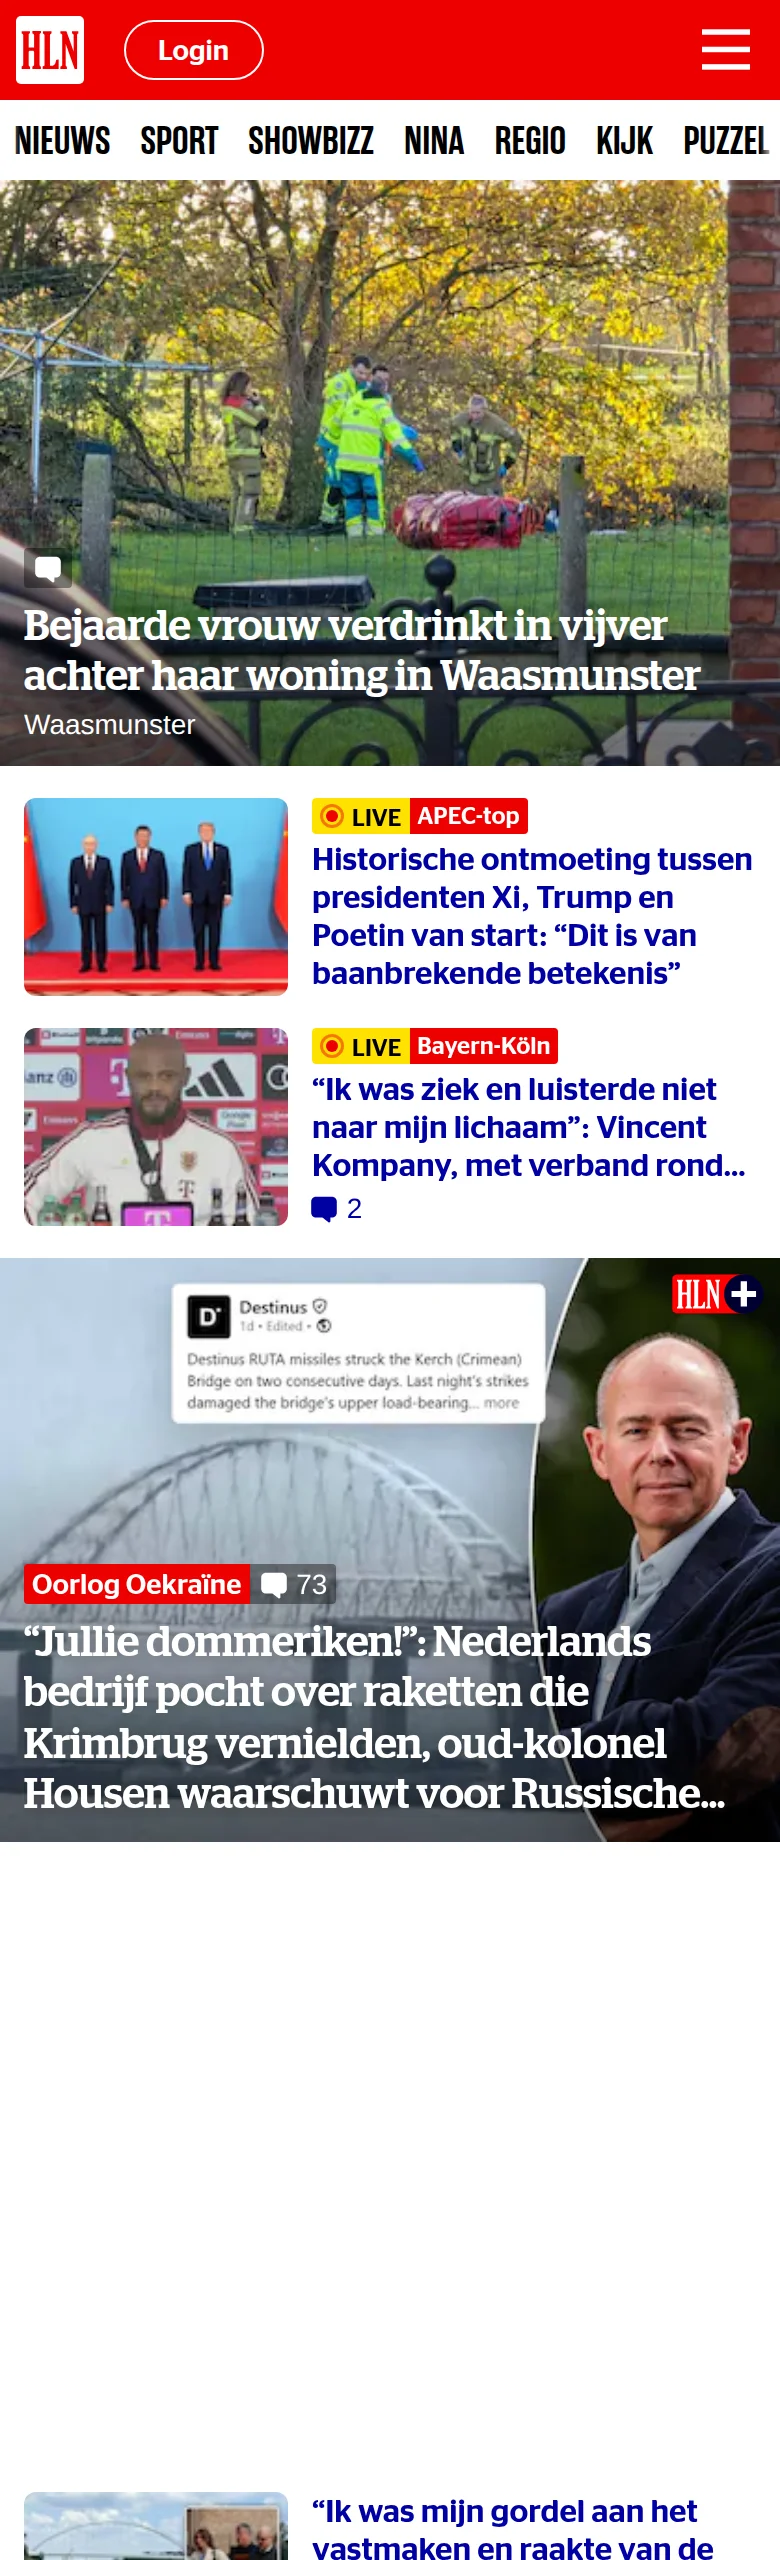 HLN
Login
NIEUWS SPORT SHOWBIZZ NINA REGIO KIJK PUZZEL
Bejaarde vrouw verdrinkt in vijver
achter haar woning in Waasmunster
Waasmunster
LIVE APEC-top
Historische ontmoeting tussen
presidenten Xi, Trump en
Poetin van start: “Dit is van
baanbrekende betekenis”
LIVE Bayern-Köln
“Ik was ziek en luisterde niet
naar mijn lichaam”: Vincent
Kompany, met verband rond...
2
HLN+
D
Destinus
1d • Edited •
Destinus RUTA missiles struck the Kerch (Crimean)
Bridge on two consecutive days. Last night's strikes
damaged the bridge's upper load-bearing... more
Oorlog Oekraïne 73
“Jullie dommeriken!”: Nederlands
bedrijf pocht over raketten die
Krimbrug vernielden, oud-kolonel
Housen waarschuwt voor Russische...
“Ik was mijn gordel aan het
vastmaken en raakte van de